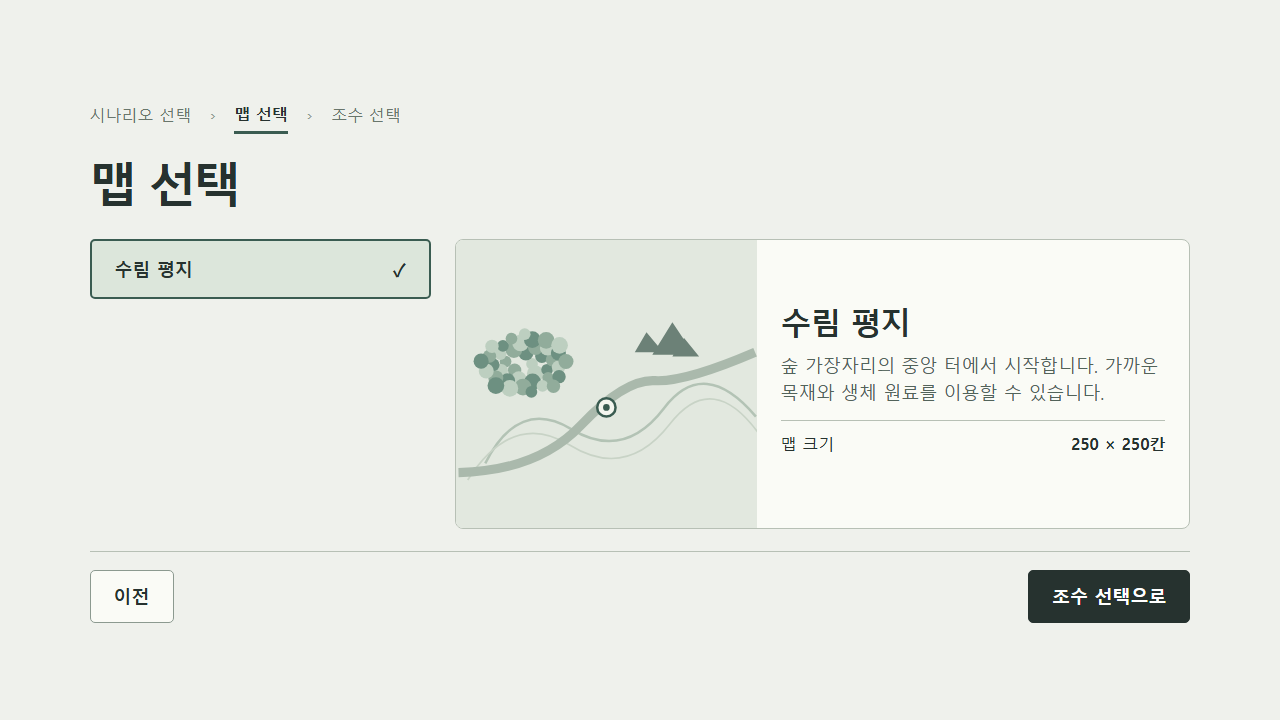 시나리오 선택 › 맵 선택 › 조수 선택
맵 선택
수림 평지 ✓
수림 평지
숲 가장자리의 중앙 터에서 시작합니다. 가까운
목재와 생체 원료를 이용할 수 있습니다.
맵 크기 250 × 250칸
이전
조수 선택으로